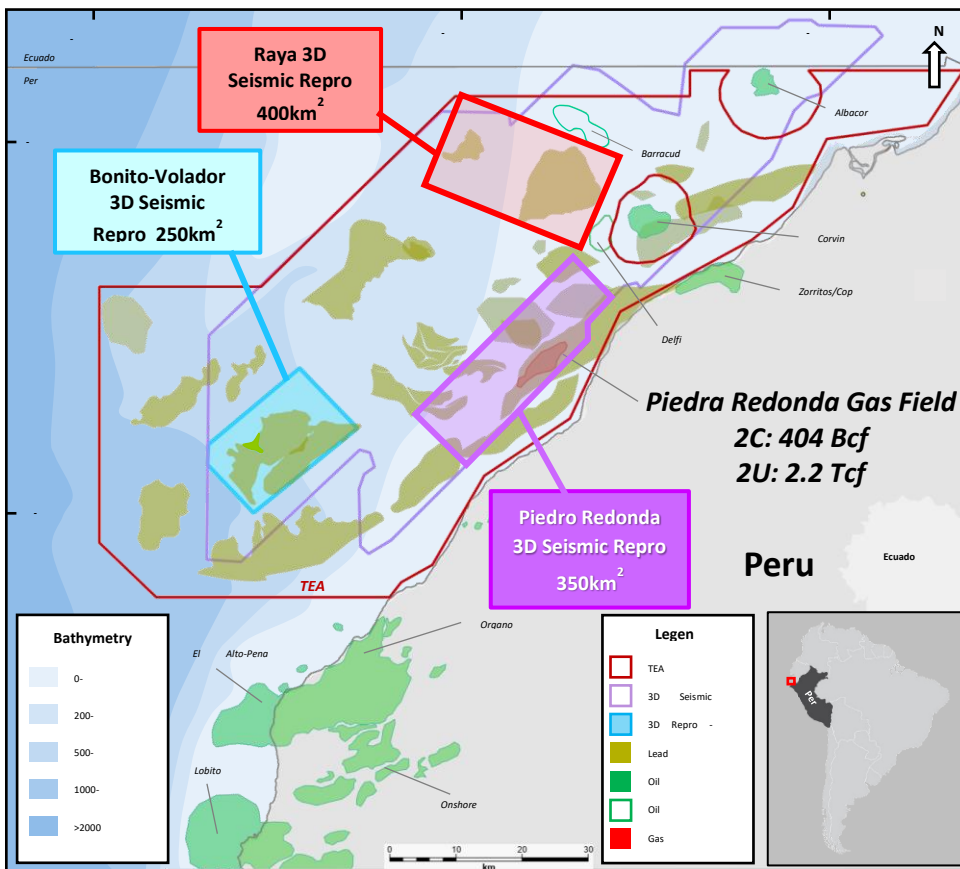 Ecuado
Per
Raya 3D
Seismic Repro
400km²
N
Albacor
Barracud
Bonito-Volador
3D Seismic
Repro 250km²
Corvin
Zorritos/Cop
Delfi
Piedra Redonda Gas Field
2C: 404 Bcf
2U: 2.2 Tcf
Piedro Redonda
3D Seismic Repro
350km²
Peru
Ecuado
TEA
Bathymetry
0-
200-
500-
1000-
>2000
El Alto-Pena
Organo
Lobito
Onshore
Legen
TEA
3D Seismic
3D Repro -
Lead
Oil
Oil
Gas
Per
0 10 20 30
km